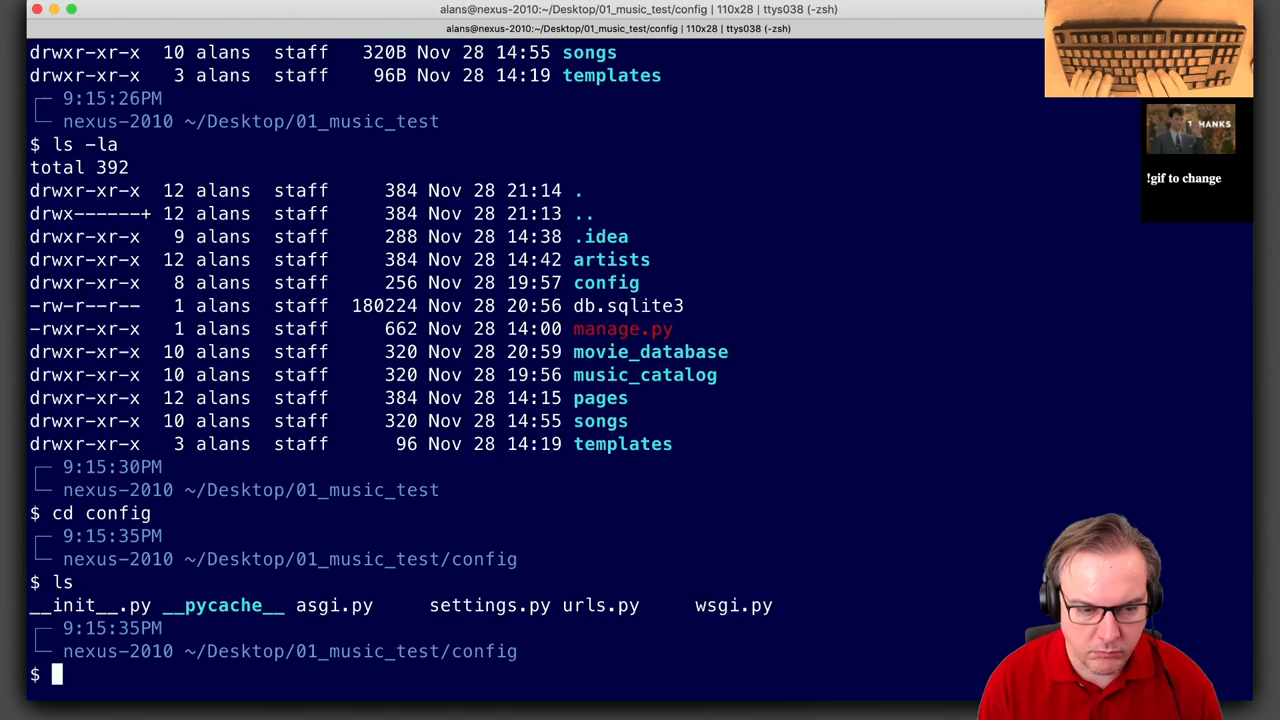 alans@nexus-2010:~/Desktop/01_music_test/config | 110x28 | ttys038 (-zsh)
alans@nexus-2010:~/Desktop/01_music_test/config | 110x28 | ttys038 (-zsh)
drwxr-xr-x  10 alans  staff   320B Nov 28 14:55 songs
drwxr-xr-x   3 alans  staff    96B Nov 28 14:19 templates
9:15:26PM
nexus-2010 ~/Desktop/01_music_test
$ ls -la
total 392
drwxr-xr-x  12 alans  staff     384 Nov 28 21:14 .
drwx------+ 12 alans  staff     384 Nov 28 21:13 ..
drwxr-xr-x   9 alans  staff     288 Nov 28 14:38 .idea
drwxr-xr-x  12 alans  staff     384 Nov 28 14:42 artists
drwxr-xr-x   8 alans  staff     256 Nov 28 19:57 config
-rw-r--r--   1 alans  staff  180224 Nov 28 20:56 db.sqlite3
-rwxr-xr-x   1 alans  staff     662 Nov 28 14:00 manage.py
drwxr-xr-x  10 alans  staff     320 Nov 28 20:59 movie_database
drwxr-xr-x  10 alans  staff     320 Nov 28 19:56 music_catalog
drwxr-xr-x  12 alans  staff     384 Nov 28 14:15 pages
drwxr-xr-x  10 alans  staff     320 Nov 28 14:55 songs
drwxr-xr-x   3 alans  staff      96 Nov 28 14:19 templates
9:15:30PM
nexus-2010 ~/Desktop/01_music_test
$ cd config
9:15:35PM
nexus-2010 ~/Desktop/01_music_test/config
$ ls
__init__.py __pycache__ asgi.py     settings.py urls.py     wsgi.py
9:15:35PM
nexus-2010 ~/Desktop/01_music_test/config
$
THANKS
!gif to change